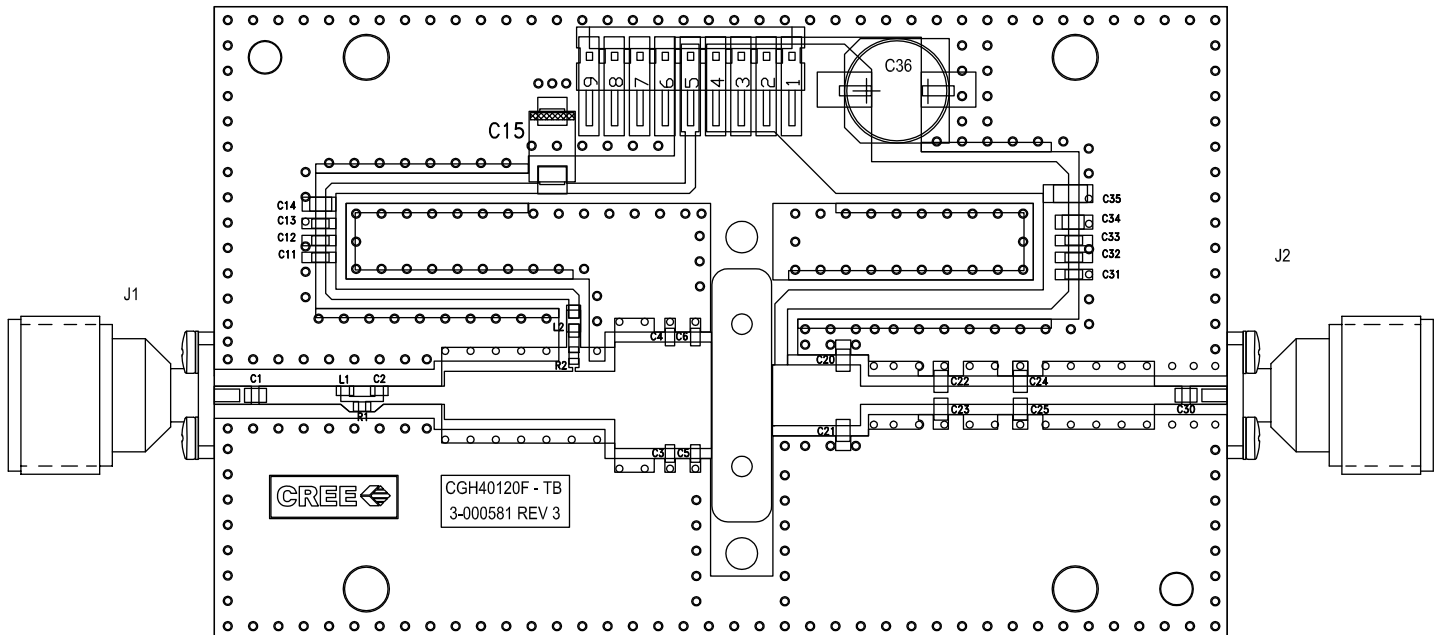 9 8 7 6 5 4 3 2 1
C36
C15
C14
C13
C12
C11
C35
C34
C33
C32
C31
J1
J2
L2
R2
C4 C6
C20
C22 C24
C1
L1 C2
R1
C30
C23 C25
C21
C3 C5
CREE
CGH40120F - TB
3-000581 REV 3